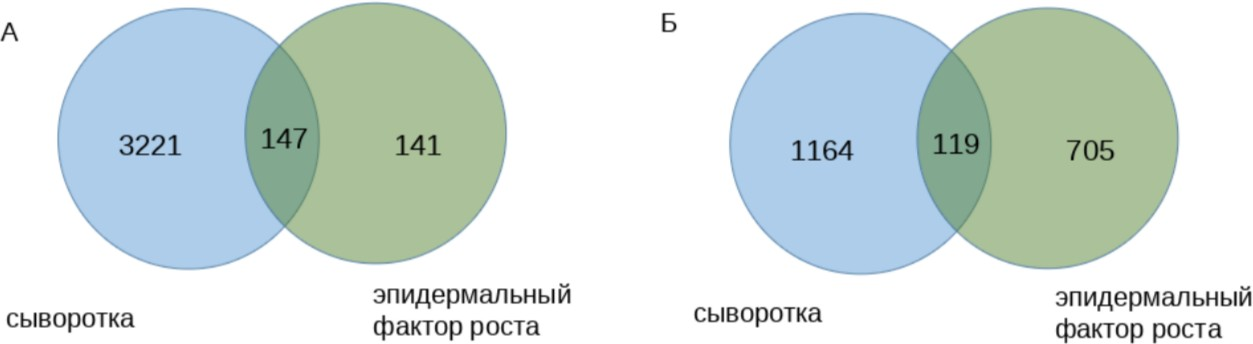 А
3221
147
141
сыворотка
эпидермальный
фактор роста
Б
1164
119
705
сыворотка
эпидермальный
фактор роста